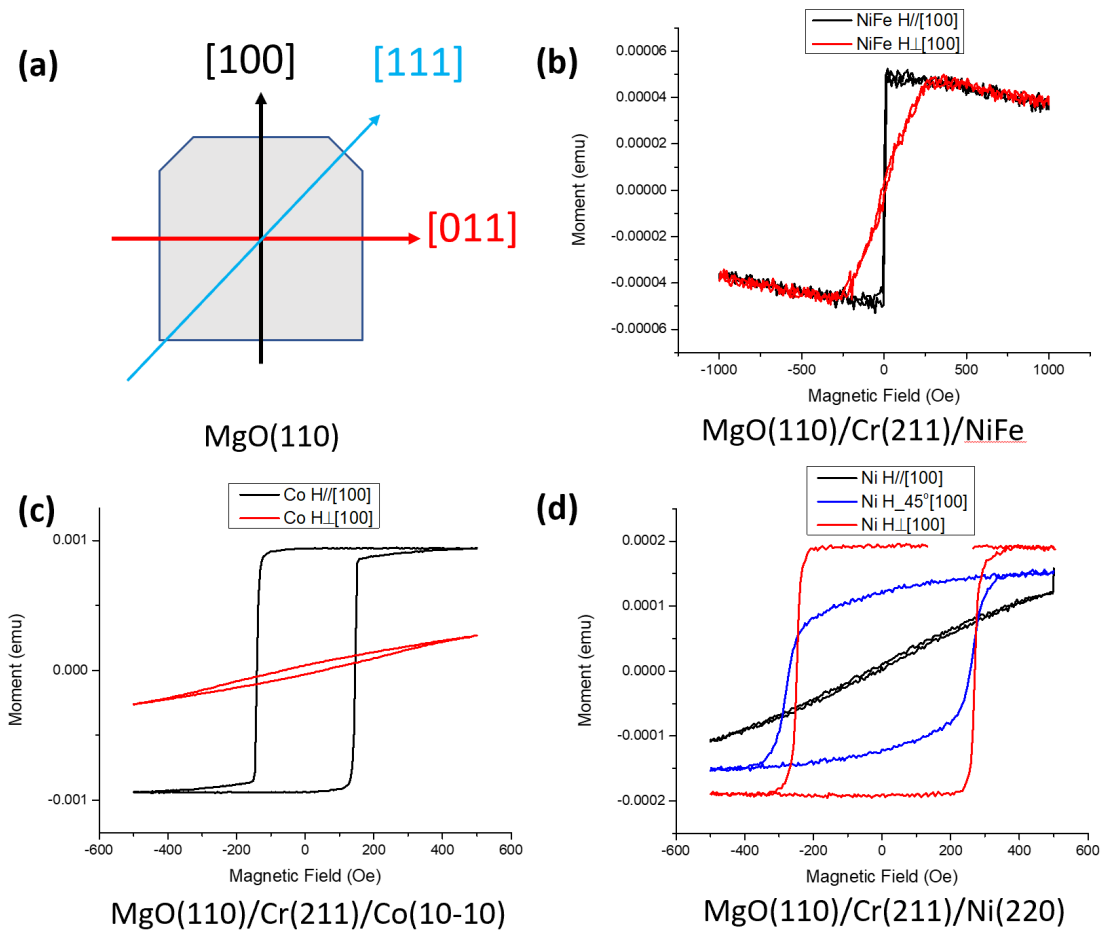 (a)
[100]
[111]
[011]
MgO(110)
(b)
NiFe H//[100]
NiFe H⊥[100]
0.00006
0.00004
0.00002
0.00000
-0.00002
-0.00004
-0.00006
Moment (emu)
-1000
-500
0
500
1000
Magnetic Field (Oe)
MgO(110)/Cr(211)/NiFe
(c)
Co H//[100]
Co H⊥[100]
0.001
0.000
-0.001
Moment (emu)
-600
-400
-200
0
200
400
600
Magnetic Field (Oe)
MgO(110)/Cr(211)/Co(10-10)
(d)
Ni H//[100]
Ni H_45°[100]
Ni H⊥[100]
0.0002
0.0001
0.0000
-0.0001
-0.0002
Moment (emu)
-600
-400
-200
0
200
400
600
Magnetic Field (Oe)
MgO(110)/Cr(211)/Ni(220)